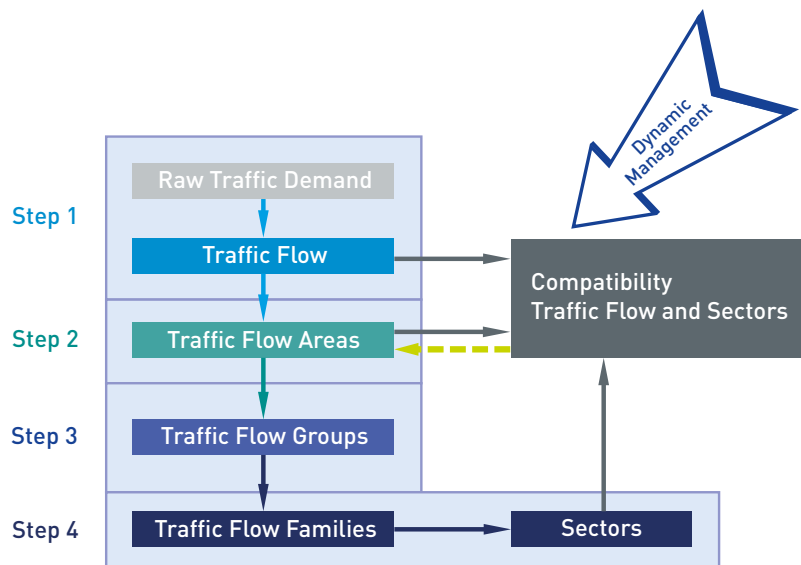 Dynamic
Management
Raw Traffic Demand
Step 1
Traffic Flow
Compatibility
Traffic Flow and Sectors
Step 2
Traffic Flow Areas
Step 3
Traffic Flow Groups
Step 4
Traffic Flow Families
Sectors